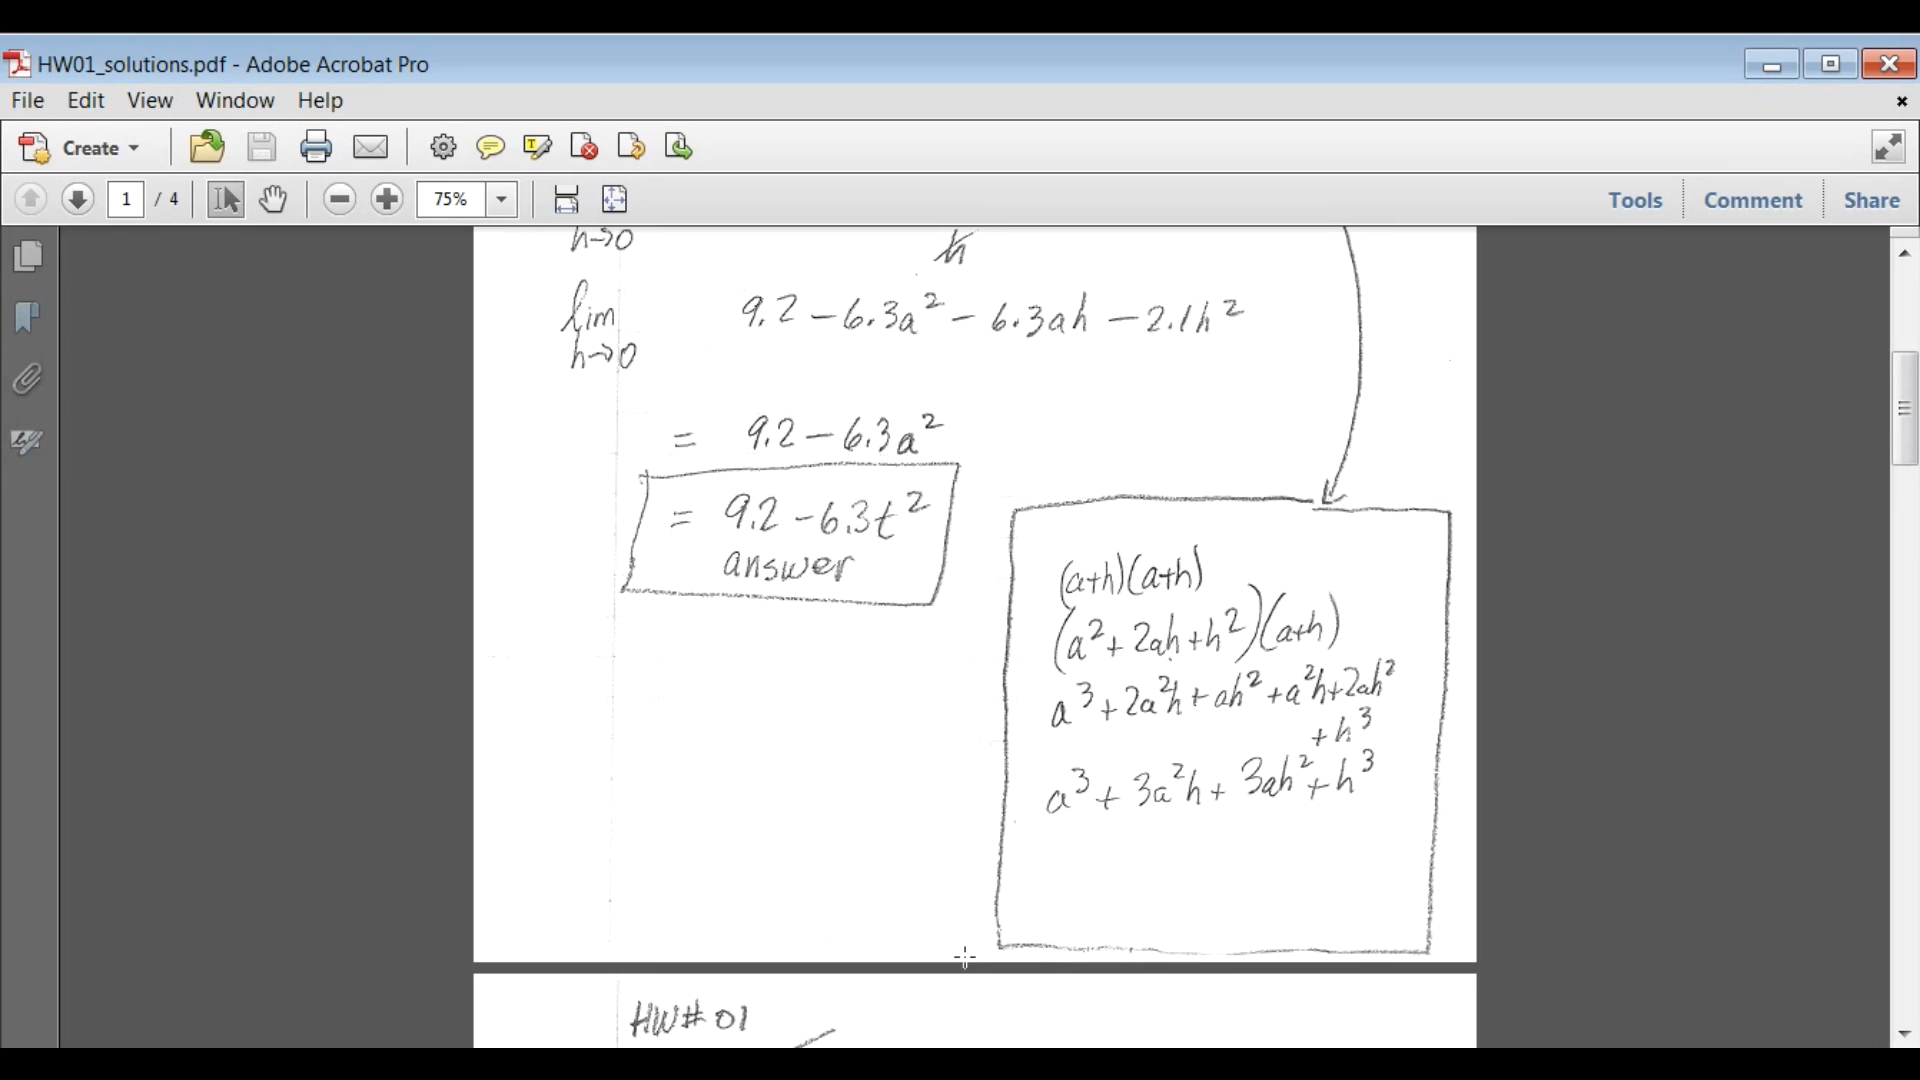 HW01_solutions.pdf - Adobe Acrobat Pro
File Edit View Window Help
Create
1 / 4 75% Tools Comment Share
h→0 h
lim 9.2 – 6.3a² – 6.3ah – 2.1h²
h→0
= 9.2 – 6.3a²
= 9.2 – 6.3t²
answer
(a+h)(a+h)
(a² + 2ah + h²)(a+h)
a³ + 2a²h + ah² + a²h + 2ah²
+ h³
a³ + 3a²h + 3ah² + h³
HW# 01